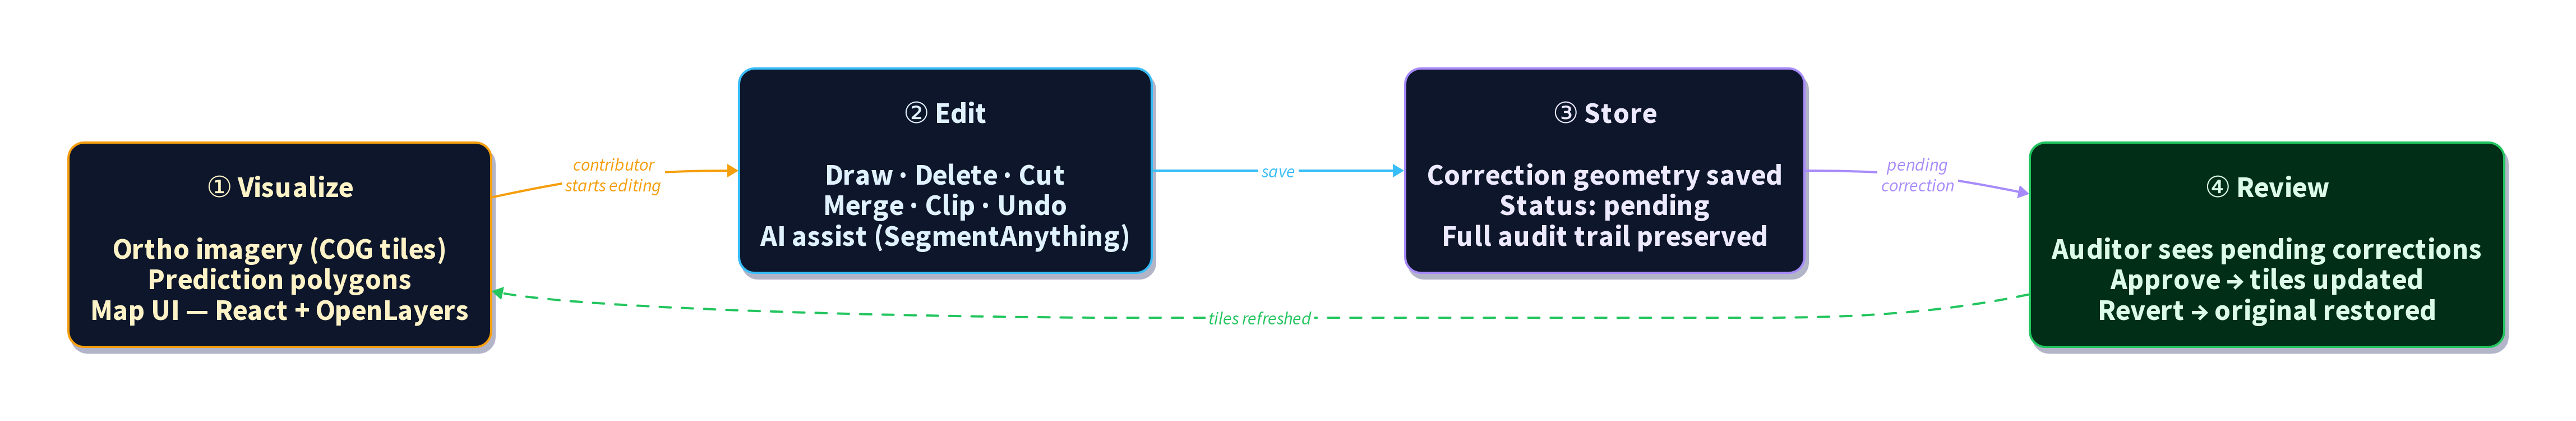 ① Visualize
Ortho imagery (COG tiles)
Prediction polygons
Map UI — React + OpenLayers
contributor
starts editing
② Edit
Draw · Delete · Cut
Merge · Clip · Undo
AI assist (SegmentAnything)
save
③ Store
Correction geometry saved
Status: pending
Full audit trail preserved
pending
correction
④ Review
Auditor sees pending corrections
Approve → tiles updated
Revert → original restored
tiles refreshed